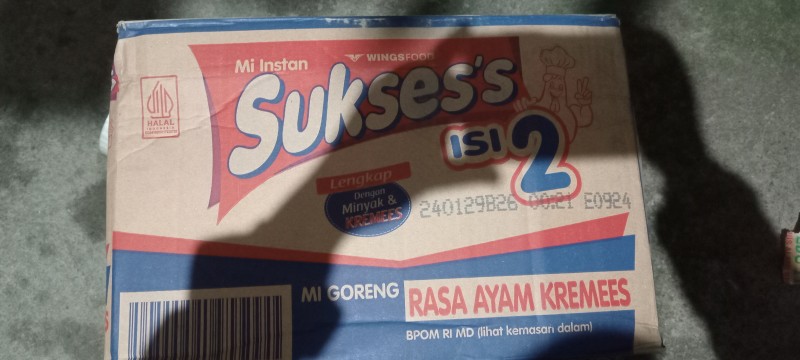 Mi Instan
WINGSFOOD
Sukses's
ISI 2
HALAL
INDONESIA
Lengkap
Dengan
Minyak &
KREMEES
240129B26 00:21 E0924
MI GORENG
RASA AYAM KREMEES
BPOM RI MD (lihat kemasan dalam)